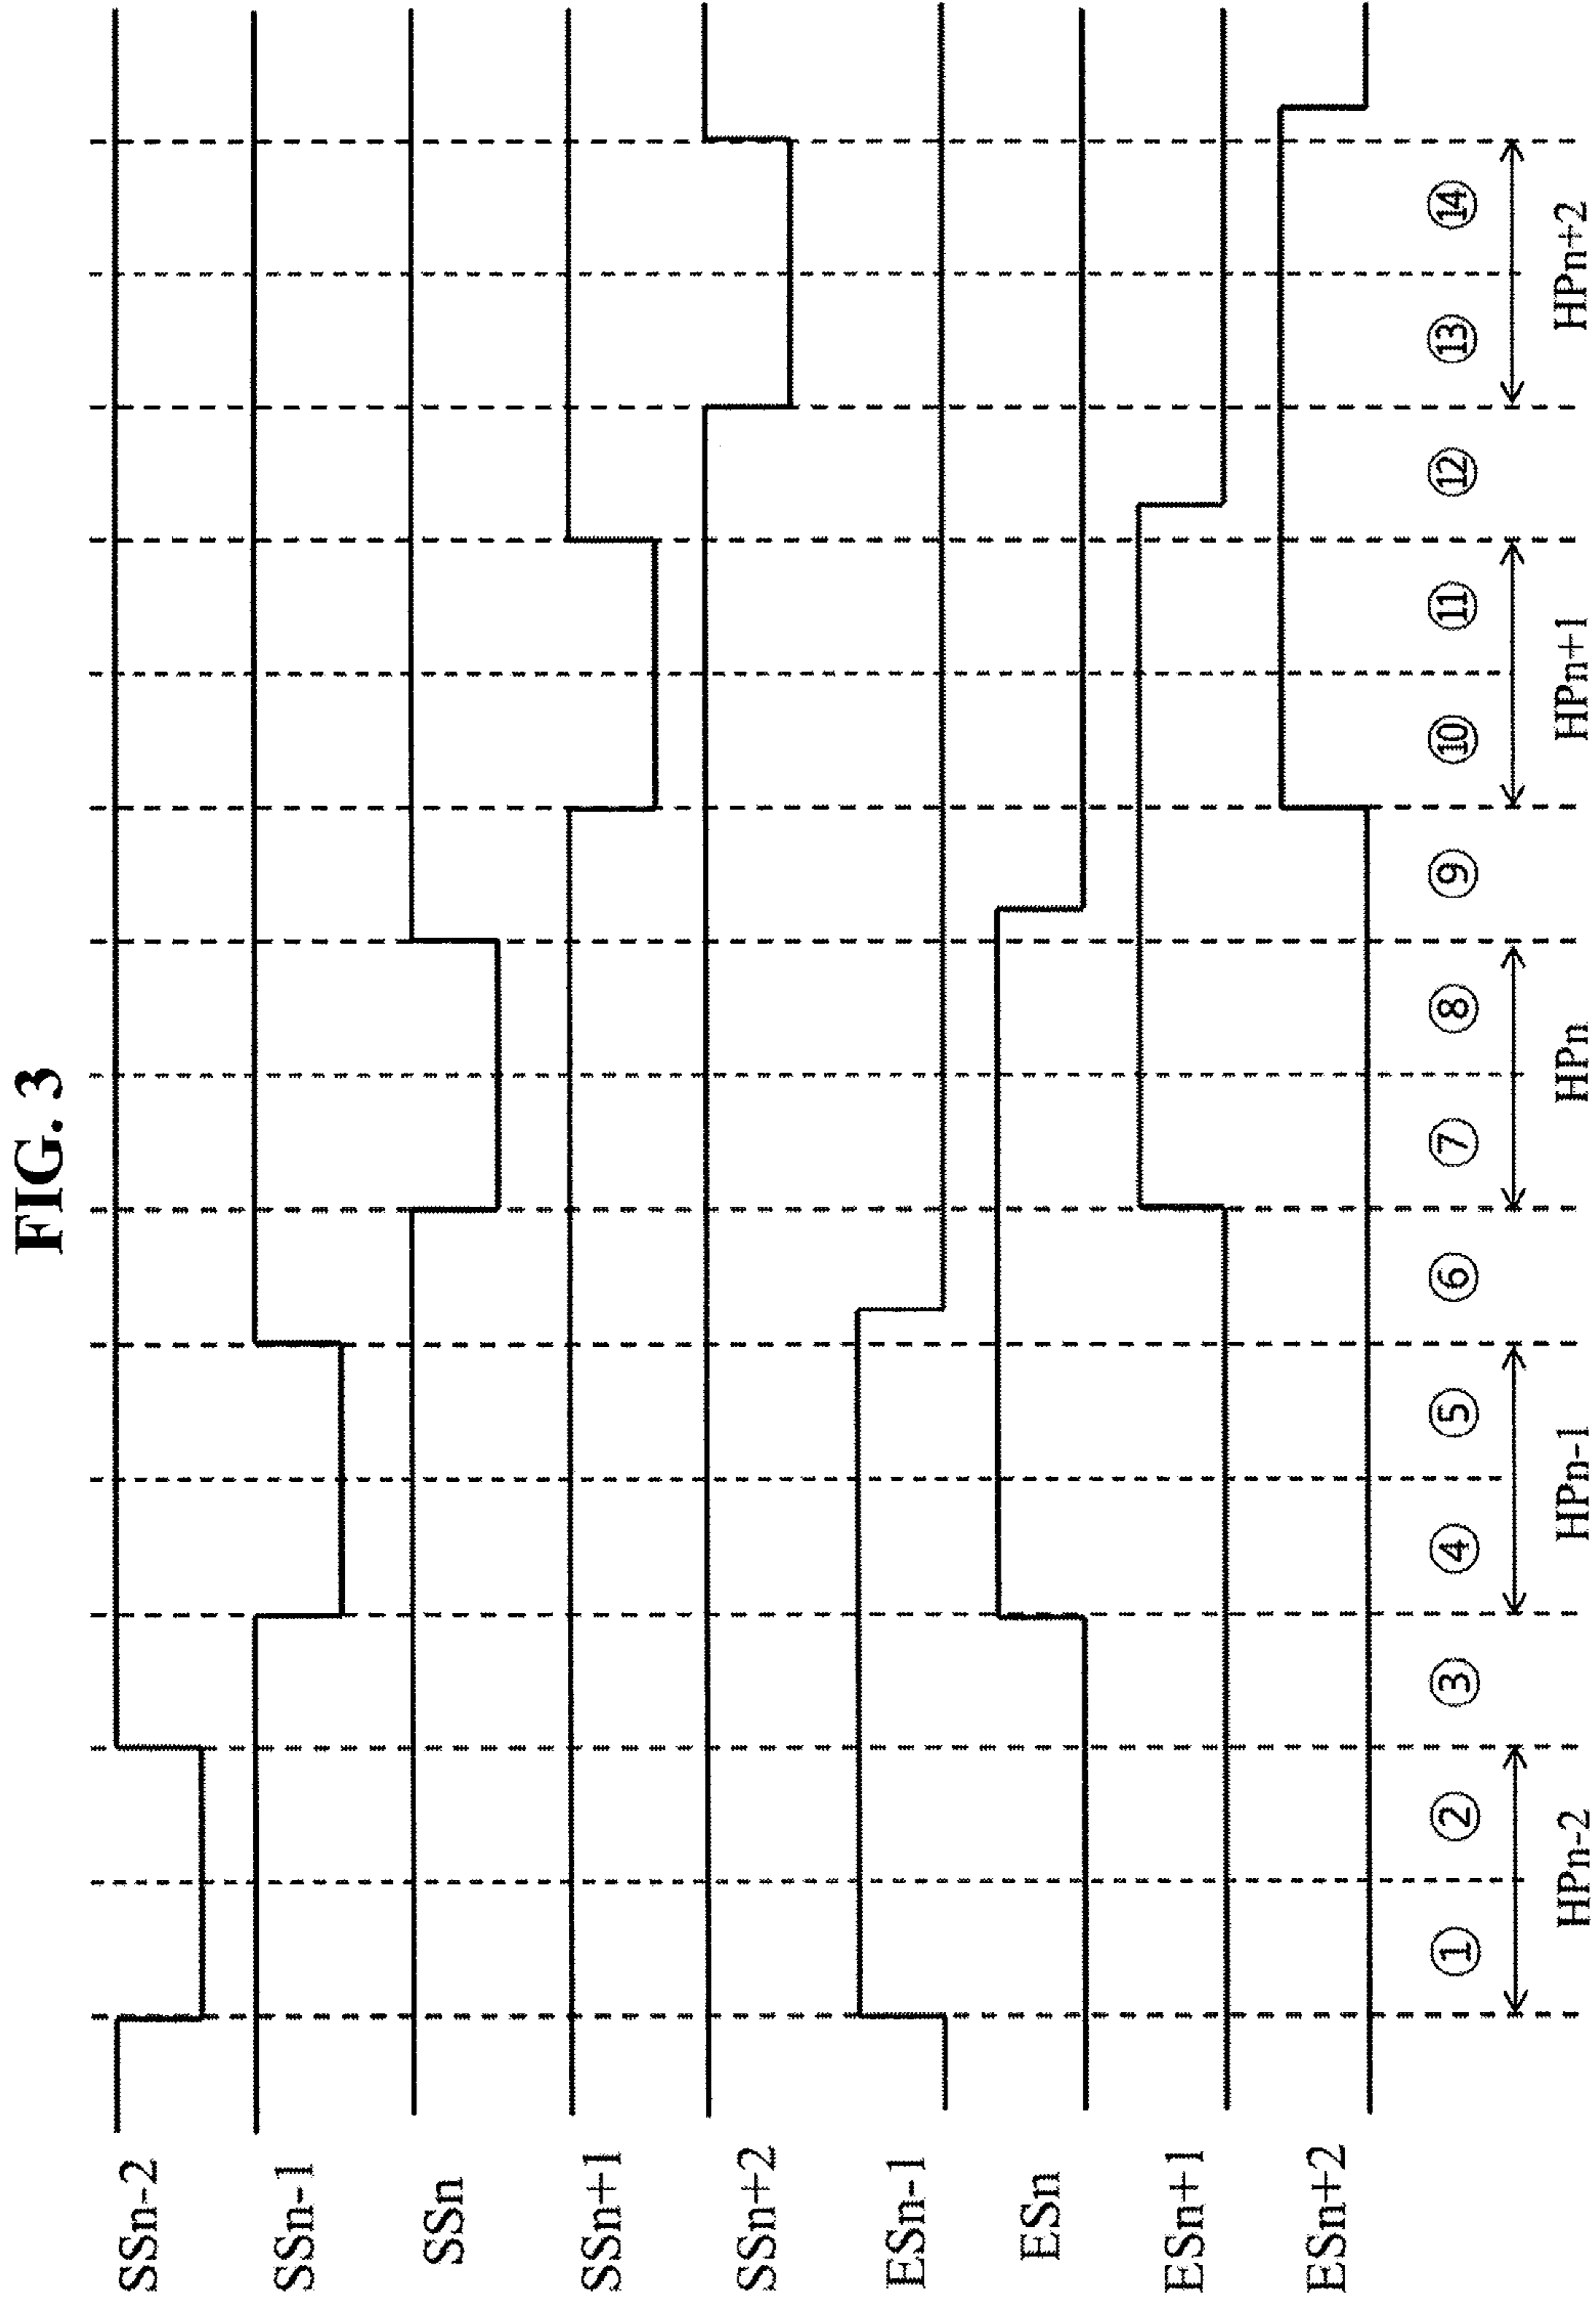 FIG. 3
SSn-2
SSn-1
SSn
SSn+1
SSn+2
ESn-1
ESn
ESn+1
ESn+2
① ② ③ ④ ⑤ ⑥ ⑦ ⑧ ⑨ ⑩ ⑪ ⑫ ⑬ ⑭
HPn-2 HPn-1 HPn HPn+1 HPn+2